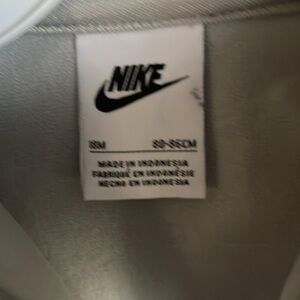 NIKE
18M 80-86CM
MADE IN INDONESIA
FABRIQUÉ EN INDONÉSIE
HECHO EN INDONESIA